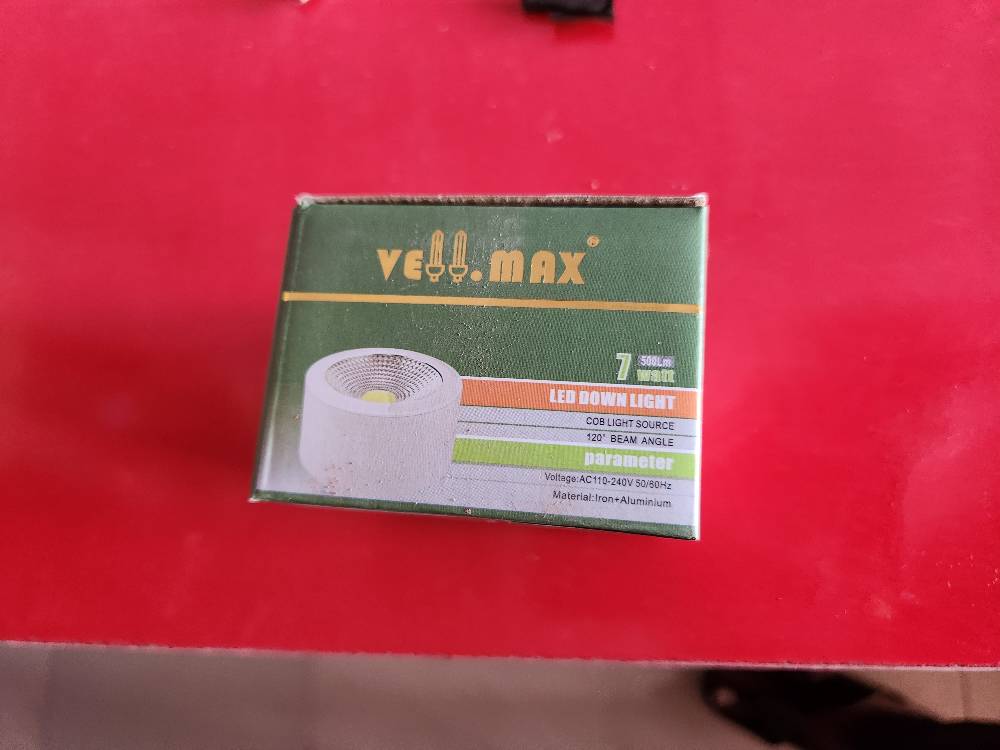 VELL.MAX®
7 508Lm
watt
LED DOWN LIGHT
COB LIGHT SOURCE
120° BEAM ANGLE
parameter
Voltage:AC110-240V 50/60Hz
Material:Iron+Aluminium